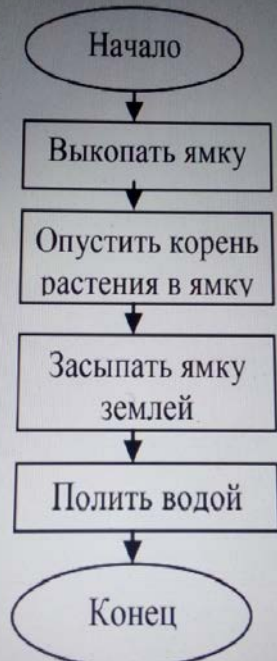 Начало
Выкопать ямку
Опустить корень
растения в ямку
Засыпать ямку
землей
Полить водой
Конец